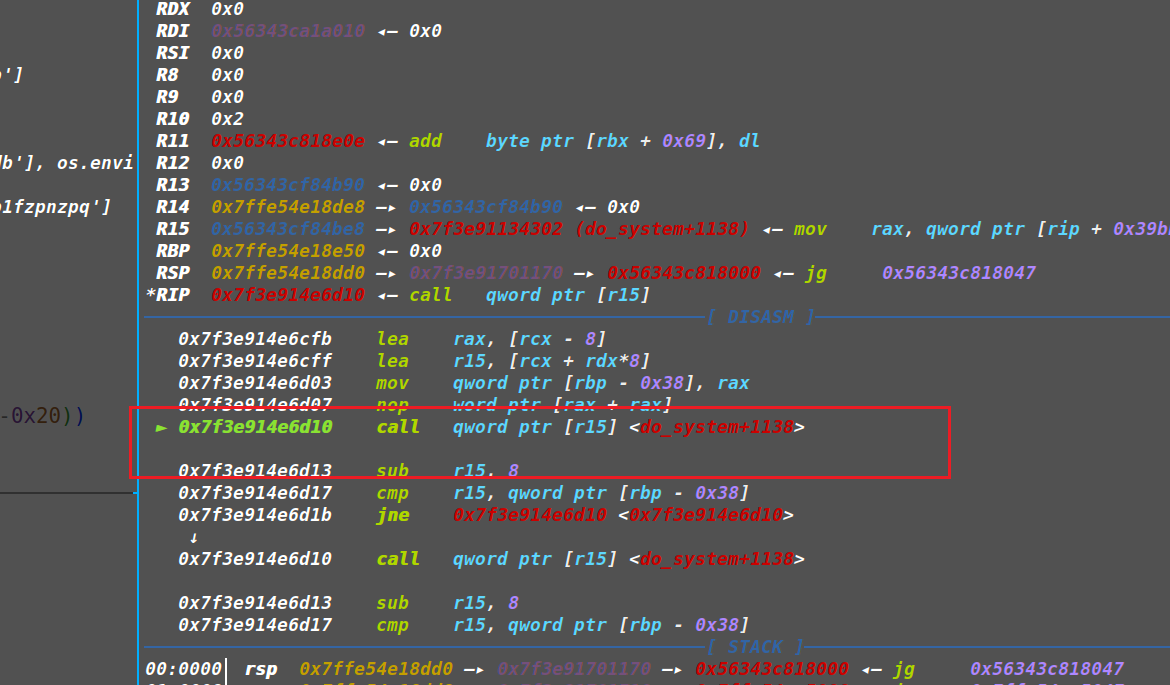 RDX 0x0
RDI 0x56343ca1a010 ◂— 0x0
RSI 0x0
R8 0x0
'] R9 0x0
R10 0x2
R11 0x56343c818e0e ◂— add byte ptr [rbx + 0x69], dl
b'], os.envi R12 0x0
R13 0x56343cf84b90 ◂— 0x0
1fzpnzpq'] R14 0x7ffe54e18de8 —▸ 0x56343cf84b90 ◂— 0x0
R15 0x56343cf84be8 —▸ 0x7f3e91134302 (do_system+1138) ◂— mov rax, qword ptr [rip + 0x39b
RBP 0x7ffe54e18e50 ◂— 0x0
RSP 0x7ffe54e18dd0 —▸ 0x7f3e91701170 —▸ 0x56343c818000 ◂— jg 0x56343c818047
*RIP 0x7f3e914e6d10 ◂— call qword ptr [r15]
[ DISASM ]
0x7f3e914e6cfb lea rax, [rcx - 8]
0x7f3e914e6cff lea r15, [rcx + rdx*8]
0x7f3e914e6d03 mov qword ptr [rbp - 0x38], rax
0x7f3e914e6d07 nop word ptr [rax + rax]
-0x20))
► 0x7f3e914e6d10 call qword ptr [r15] <do_system+1138>
0x7f3e914e6d13 sub r15, 8
0x7f3e914e6d17 cmp r15, qword ptr [rbp - 0x38]
0x7f3e914e6d1b jne 0x7f3e914e6d10 <0x7f3e914e6d10>
↓
0x7f3e914e6d10 call qword ptr [r15] <do_system+1138>
0x7f3e914e6d13 sub r15, 8
0x7f3e914e6d17 cmp r15, qword ptr [rbp - 0x38]
[ STACK ]
00:0000│ rsp 0x7ffe54e18dd0 —▸ 0x7f3e91701170 —▸ 0x56343c818000 ◂— jg 0x56343c818047